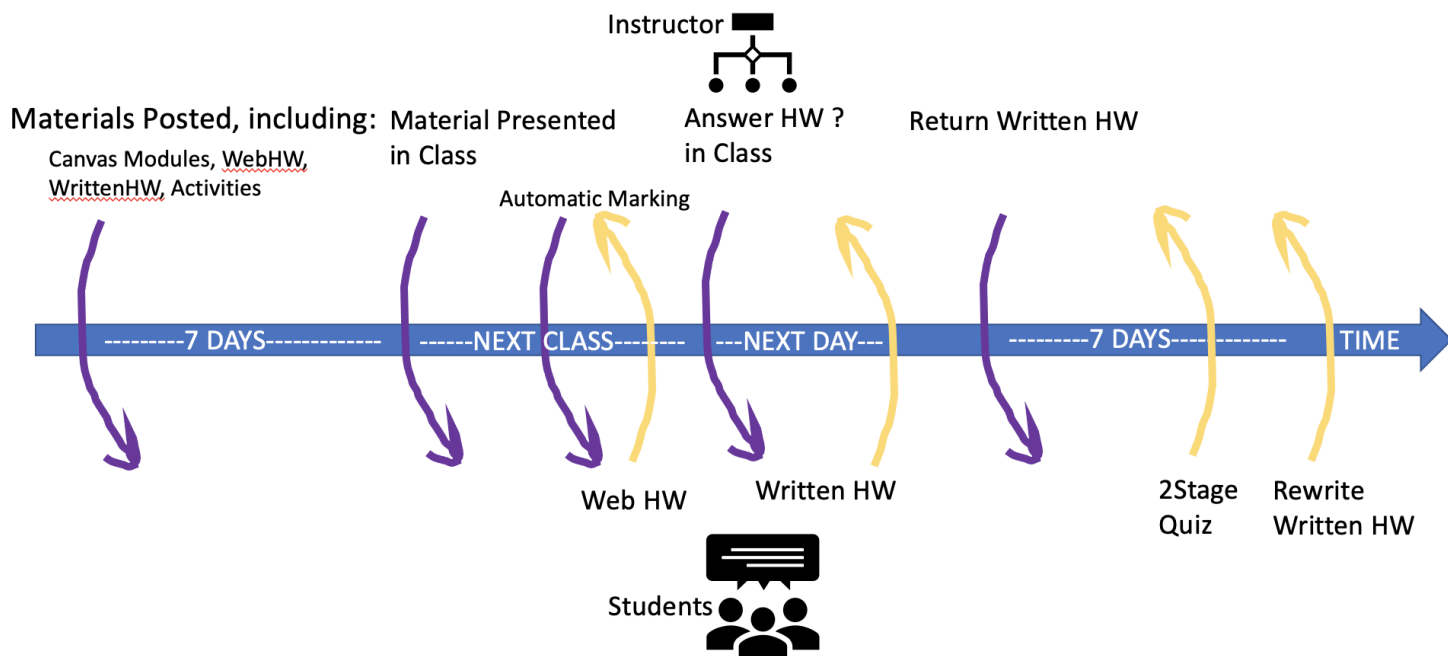 Instructor
Materials Posted, including:
Canvas Modules, WebHW,
WrittenHW, Activities
Material Presented
in Class
Automatic Marking
Answer HW ?
in Class
Return Written HW
---------7 DAYS-------------
------NEXT CLASS---------
---NEXT DAY---
---------7 DAYS-------------
TIME
Web HW
Written HW
2Stage
Quiz
Rewrite
Written HW
Students